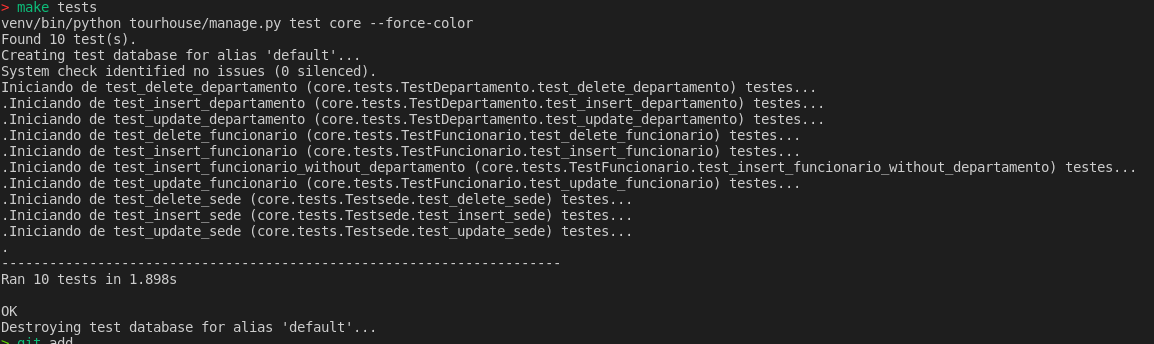 > make tests
venv/bin/python tourhouse/manage.py test core --force-color
Found 10 test(s).
Creating test database for alias 'default'...
System check identified no issues (0 silenced).
Iniciando de test_delete_departamento (core.tests.TestDepartamento.test_delete_departamento) testes...
.Iniciando de test_insert_departamento (core.tests.TestDepartamento.test_insert_departamento) testes...
.Iniciando de test_update_departamento (core.tests.TestDepartamento.test_update_departamento) testes...
.Iniciando de test_delete_funcionario (core.tests.TestFuncionario.test_delete_funcionario) testes...
.Iniciando de test_insert_funcionario (core.tests.TestFuncionario.test_insert_funcionario) testes...
.Iniciando de test_insert_funcionario_without_departamento (core.tests.TestFuncionario.test_insert_funcionario_without_departamento) testes...
.Iniciando de test_update_funcionario (core.tests.TestFuncionario.test_update_funcionario) testes...
.Iniciando de test_delete_sede (core.tests.Testsede.test_delete_sede) testes...
.Iniciando de test_insert_sede (core.tests.Testsede.test_insert_sede) testes...
.Iniciando de test_update_sede (core.tests.Testsede.test_update_sede) testes...
.
----------------------------------------------------------------------
Ran 10 tests in 1.898s
OK
Destroying test database for alias 'default'...
> git add